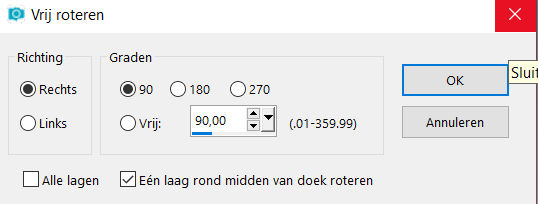 Vrij roteren
Richting
Rechts
Links
Graden
90 180 270
Vrij: 90,00 (.01-359.99)
OK
Annuleren
Sluit
Alle lagen
Eén laag rond midden van doek roteren